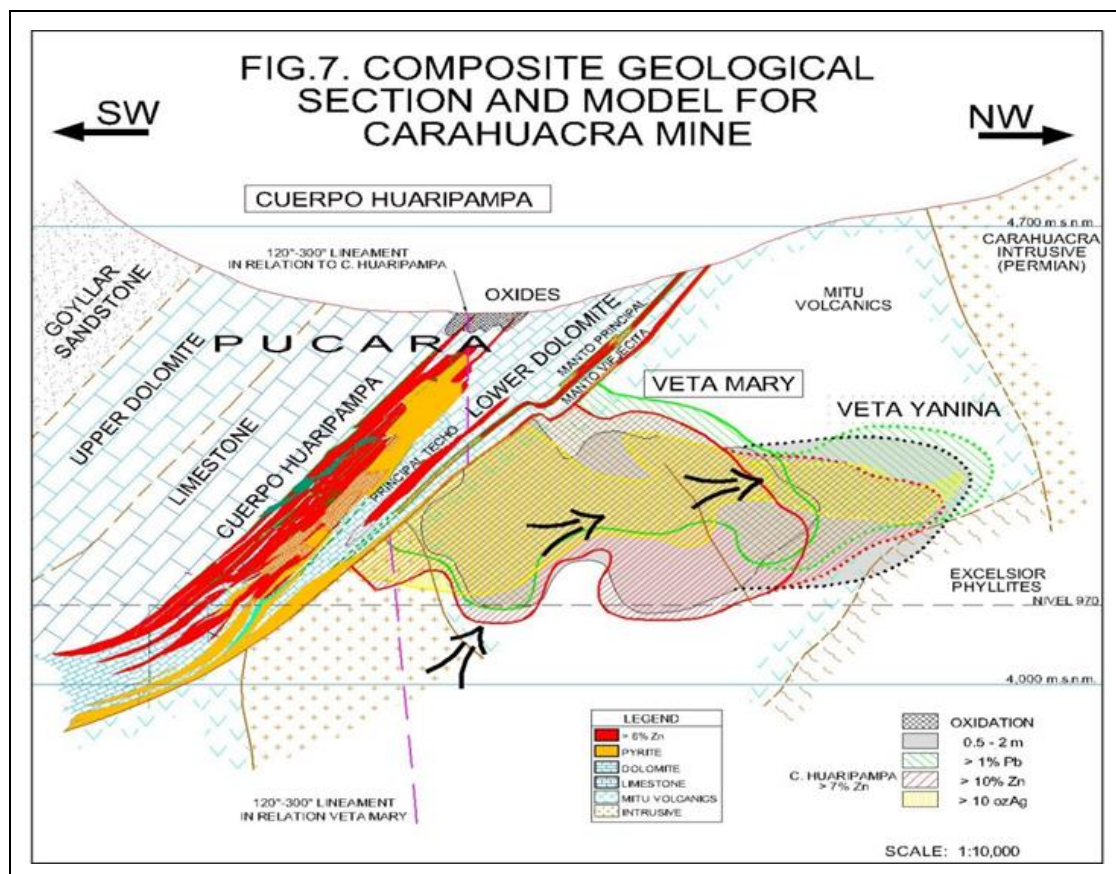 FIG.7. COMPOSITE GEOLOGICAL
SECTION AND MODEL FOR
CARAHUACRA MINE
SW
NW
CUERPO HUARIPAMPA
4,700 m.s.n.m.
120°-300° LINEAMENT
IN RELATION TO C. HUARIPAMPA
OXIDES
CARAHUACRA
INTRUSIVE
(PERMIAN)
MITU
VOLCANICS
GOYLLAR
SANDSTONE
PUCARA
UPPER DOLOMITE
LIMESTONE
CUERPO HUARIPAMPA
LOWER DOLOMITE
PRINCIPAL TECHO
MANTO PRINCIPAL
MANTO VIEJECITA
VETA MARY
VETA YANINA
EXCELSIOR
PHYLLITES
NIVEL 970
4,000 m.s.n.m.
120°-300° LINEAMENT
IN RELATION VETA MARY
LEGEND
> 6% Zn
PYRITE
DOLOMITE
LIMESTONE
MITU VOLCANICS
INTRUSIVE
OXIDATION
0.5 - 2 m
> 1% Pb
C. HUARIPAMPA
> 7% Zn
> 10% Zn
> 10 ozAg
SCALE: 1:10,000